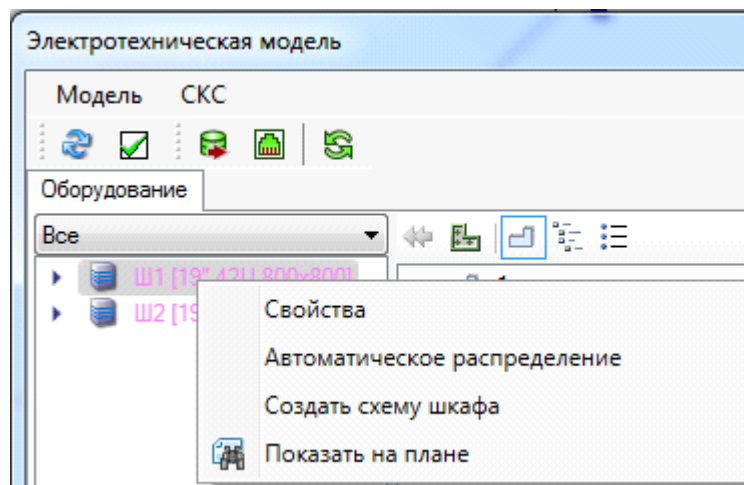 Электротехническая модель
Модель СКС
Оборудование
Все
Ш1 [19" 42U 800x800]
Ш2 [19
Свойства
Автоматическое распределение
Создать схему шкафа
Показать на плане